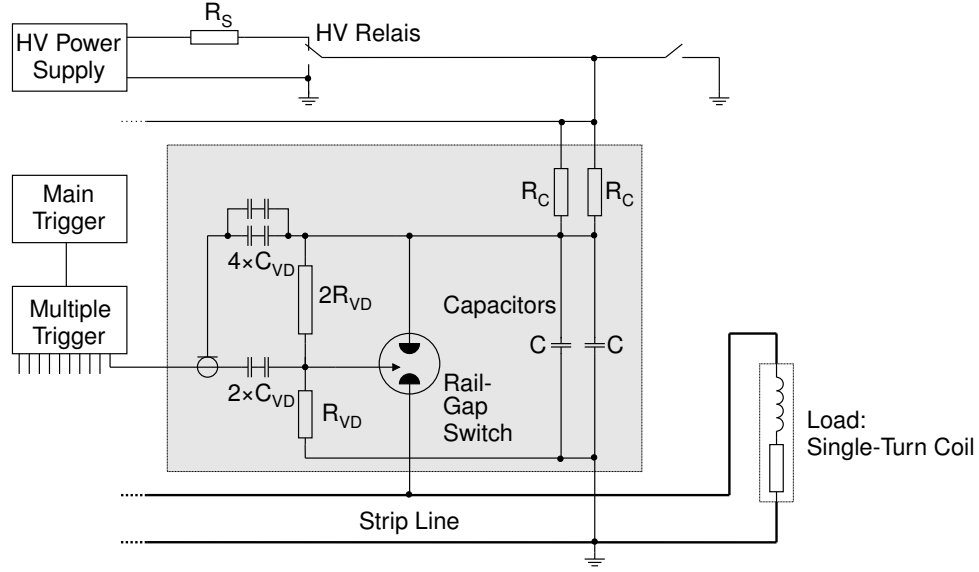 R_S
HV Power
Supply
HV Relais
Main
Trigger
R_C
R_C
4×C_VD
2R_VD
Multiple
Trigger
Capacitors
C
C
2×C_VD
R_VD
Rail-
Gap
Switch
Load:
Single-Turn Coil
Strip Line